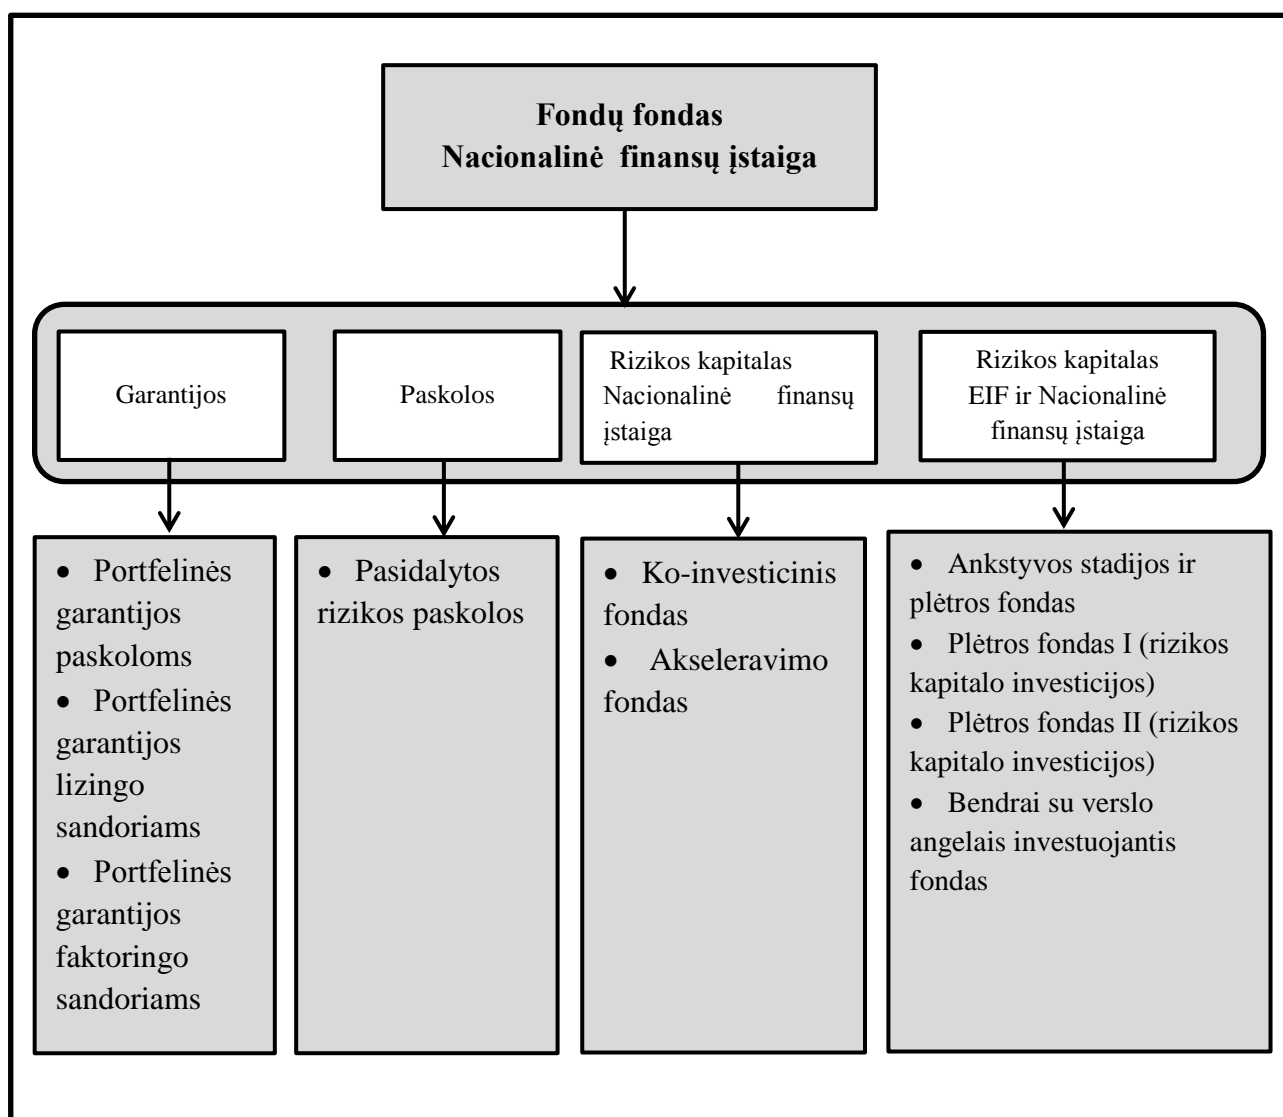 Fondų fondas
Nacionalinė finansų įstaiga
Garantijos
Paskolos
Rizikos kapitalas
Nacionalinė finansų
įstaiga
Rizikos kapitalas
EIF ir Nacionalinė
finansų įstaiga
• Portfelinės
garantijos
paskoloms
• Portfelinės
garantijos
lizingo
sandoriams
• Portfelinės
garantijos
faktoringo
sandoriams
• Pasidalytos
rizikos paskolos
• Ko-investicinis
fondas
• Akseleravimo
fondas
• Ankstyvos stadijos ir
plėtros fondas
• Plėtros fondas I (rizikos
kapitalo investicijos)
• Plėtros fondas II (rizikos
kapitalo investicijos)
• Bendrai su verslo
angelais investuojantis
fondas